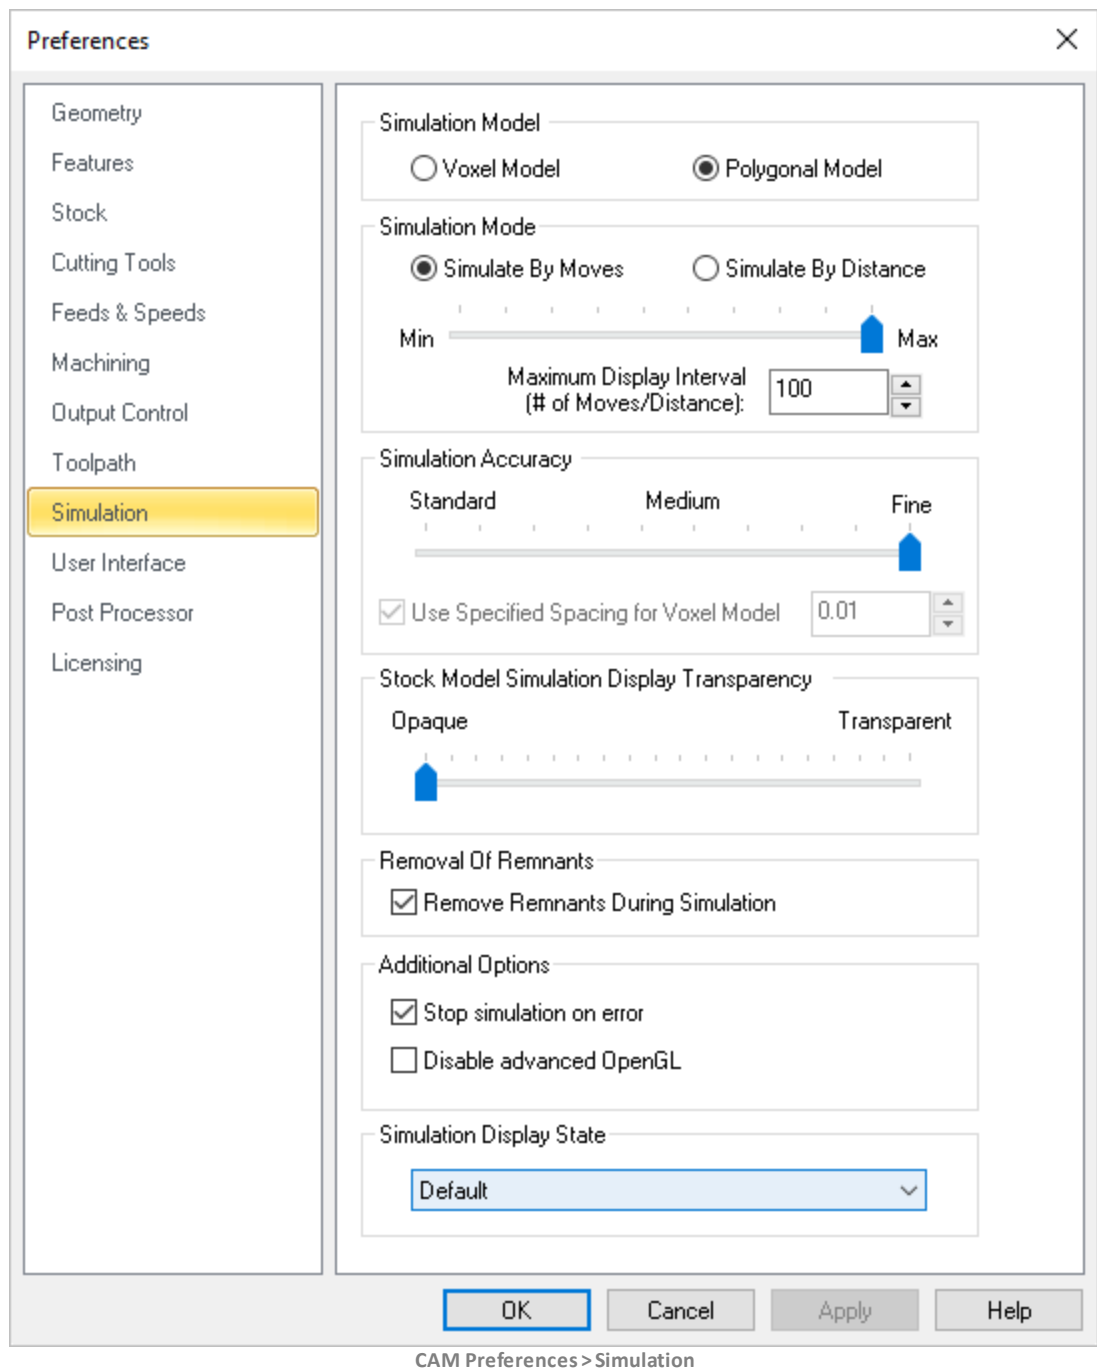 Preferences
Geometry
Features
Stock
Cutting Tools
Feeds & Speeds
Machining
Output Control
Toolpath
Simulation
User Interface
Post Processor
Licensing
Simulation Model
Voxel Model Polygonal Model
Simulation Mode
Simulate By Moves Simulate By Distance
Min Max
Maximum Display Interval
(# of Moves/Distance): 100
Simulation Accuracy
Standard Medium Fine
Use Specified Spacing for Voxel Model 0.01
Stock Model Simulation Display Transparency
Opaque Transparent
Removal Of Remnants
Remove Remnants During Simulation
Additional Options
Stop simulation on error
Disable advanced OpenGL
Simulation Display State
Default
OK Cancel Apply Help
CAM Preferences > Simulation